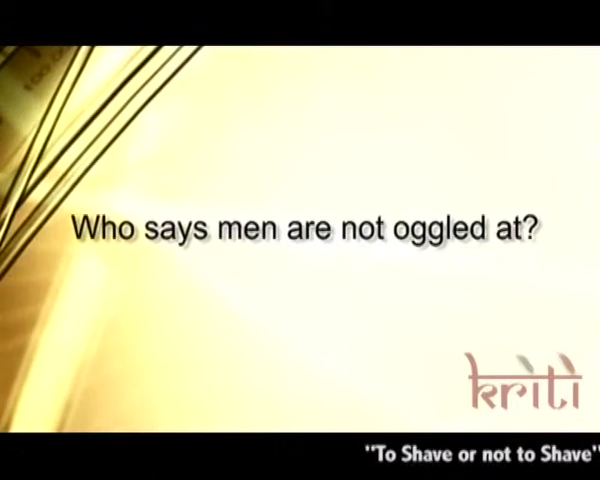 Who says men are not oggled at?
kriti
"To Shave or not to Shave"